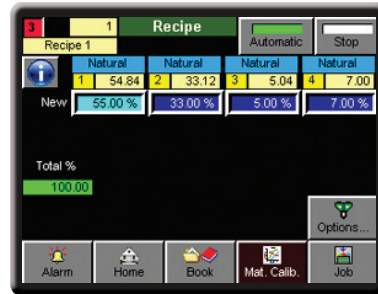 3 1 Recipe Automatic Stop
Recipe 1
Natural Natural Natural Natural
1 54.84 2 33.12 3 5.04 4 7.00
New 55.00 % 33.00 % 5.00 % 7.00 %
Total %
100.00
Options...
Alarm Home Book Mat. Calib. Job